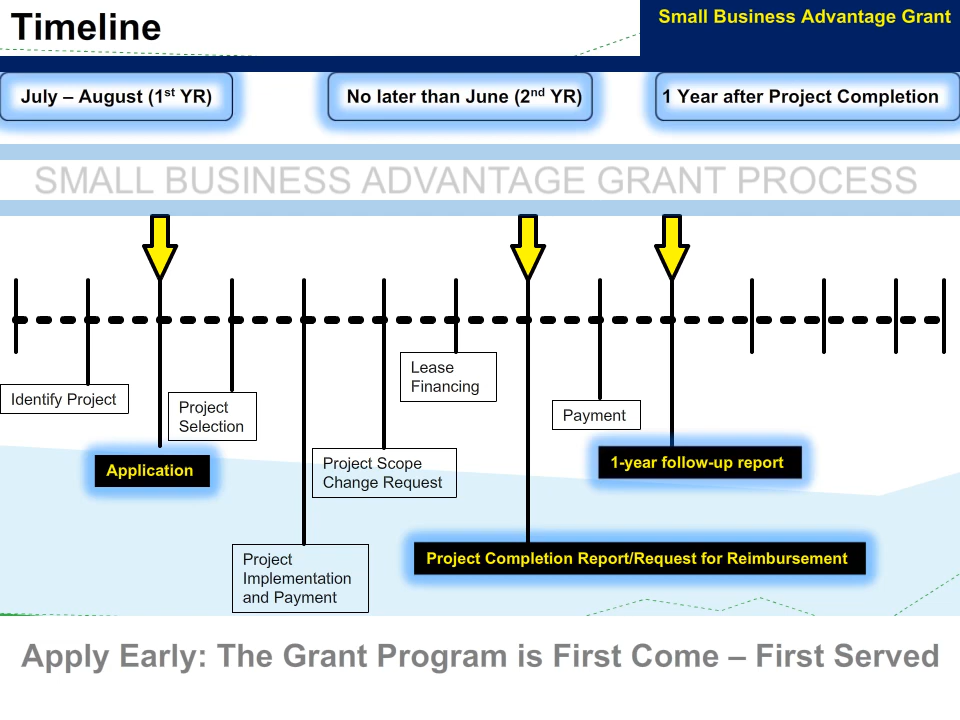 Timeline
Small Business Advantage Grant
July – August (1st YR)
No later than June (2nd YR)
1 Year after Project Completion
SMALL BUSINESS ADVANTAGE GRANT PROCESS
Identify Project
Application
Project
Selection
Project
Implementation
and Payment
Project Scope
Change Request
Lease
Financing
Project Completion Report/Request for Reimbursement
Payment
1-year follow-up report
Apply Early: The Grant Program is First Come – First Served